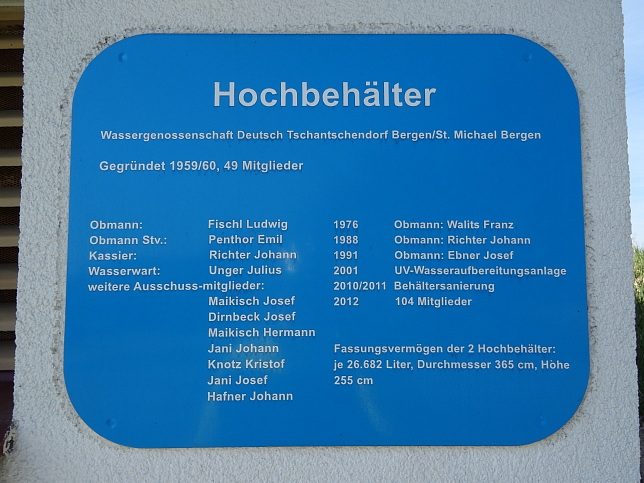 Hochbehälter
Wassergenossenschaft Deutsch Tschantschendorf Bergen/St. Michael Bergen
Gegründet 1959/60, 49 Mitglieder
Obmann: Fischl Ludwig 1976 Obmann: Walits Franz
Obmann Stv.: Penthor Emil 1988 Obmann: Richter Johann
Kassier: Richter Johann 1991 Obmann: Ebner Josef
Wasserwart: Unger Julius 2001 UV-Wasseraufbereitungsanlage
weitere Ausschuss-mitglieder: 2010/2011 Behältersanierung
Maikisch Josef 2012 104 Mitglieder
Dirnbeck Josef
Maikisch Hermann
Jani Johann Fassungsvermögen der 2 Hochbehälter:
Knotz Kristof je 26.682 Liter, Durchmesser 365 cm, Höhe
Jani Josef 255 cm
Hafner Johann